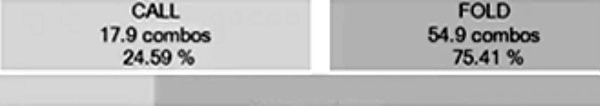 CALL
17.9 combos
24.59 %
FOLD
54.9 combos
75.41 %